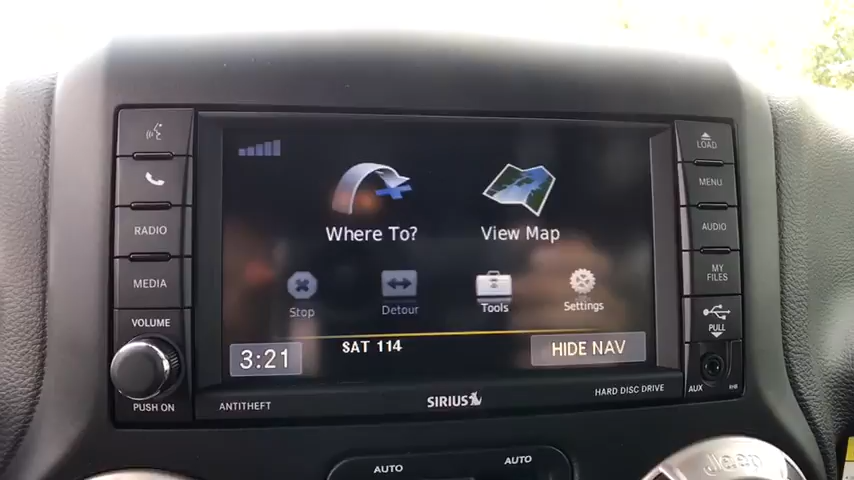 LOAD
MENU
RADIO
AUDIO
Where To?
View Map
MEDIA
MY FILES
Stop
Detour
Tools
Settings
VOLUME
PULL
3:21
SAT 114
HIDE NAV
PUSH ON
ANTITHEFT
SIRIUS
HARD DISC DRIVE
AUX
AUTO
AUTO
Jeep